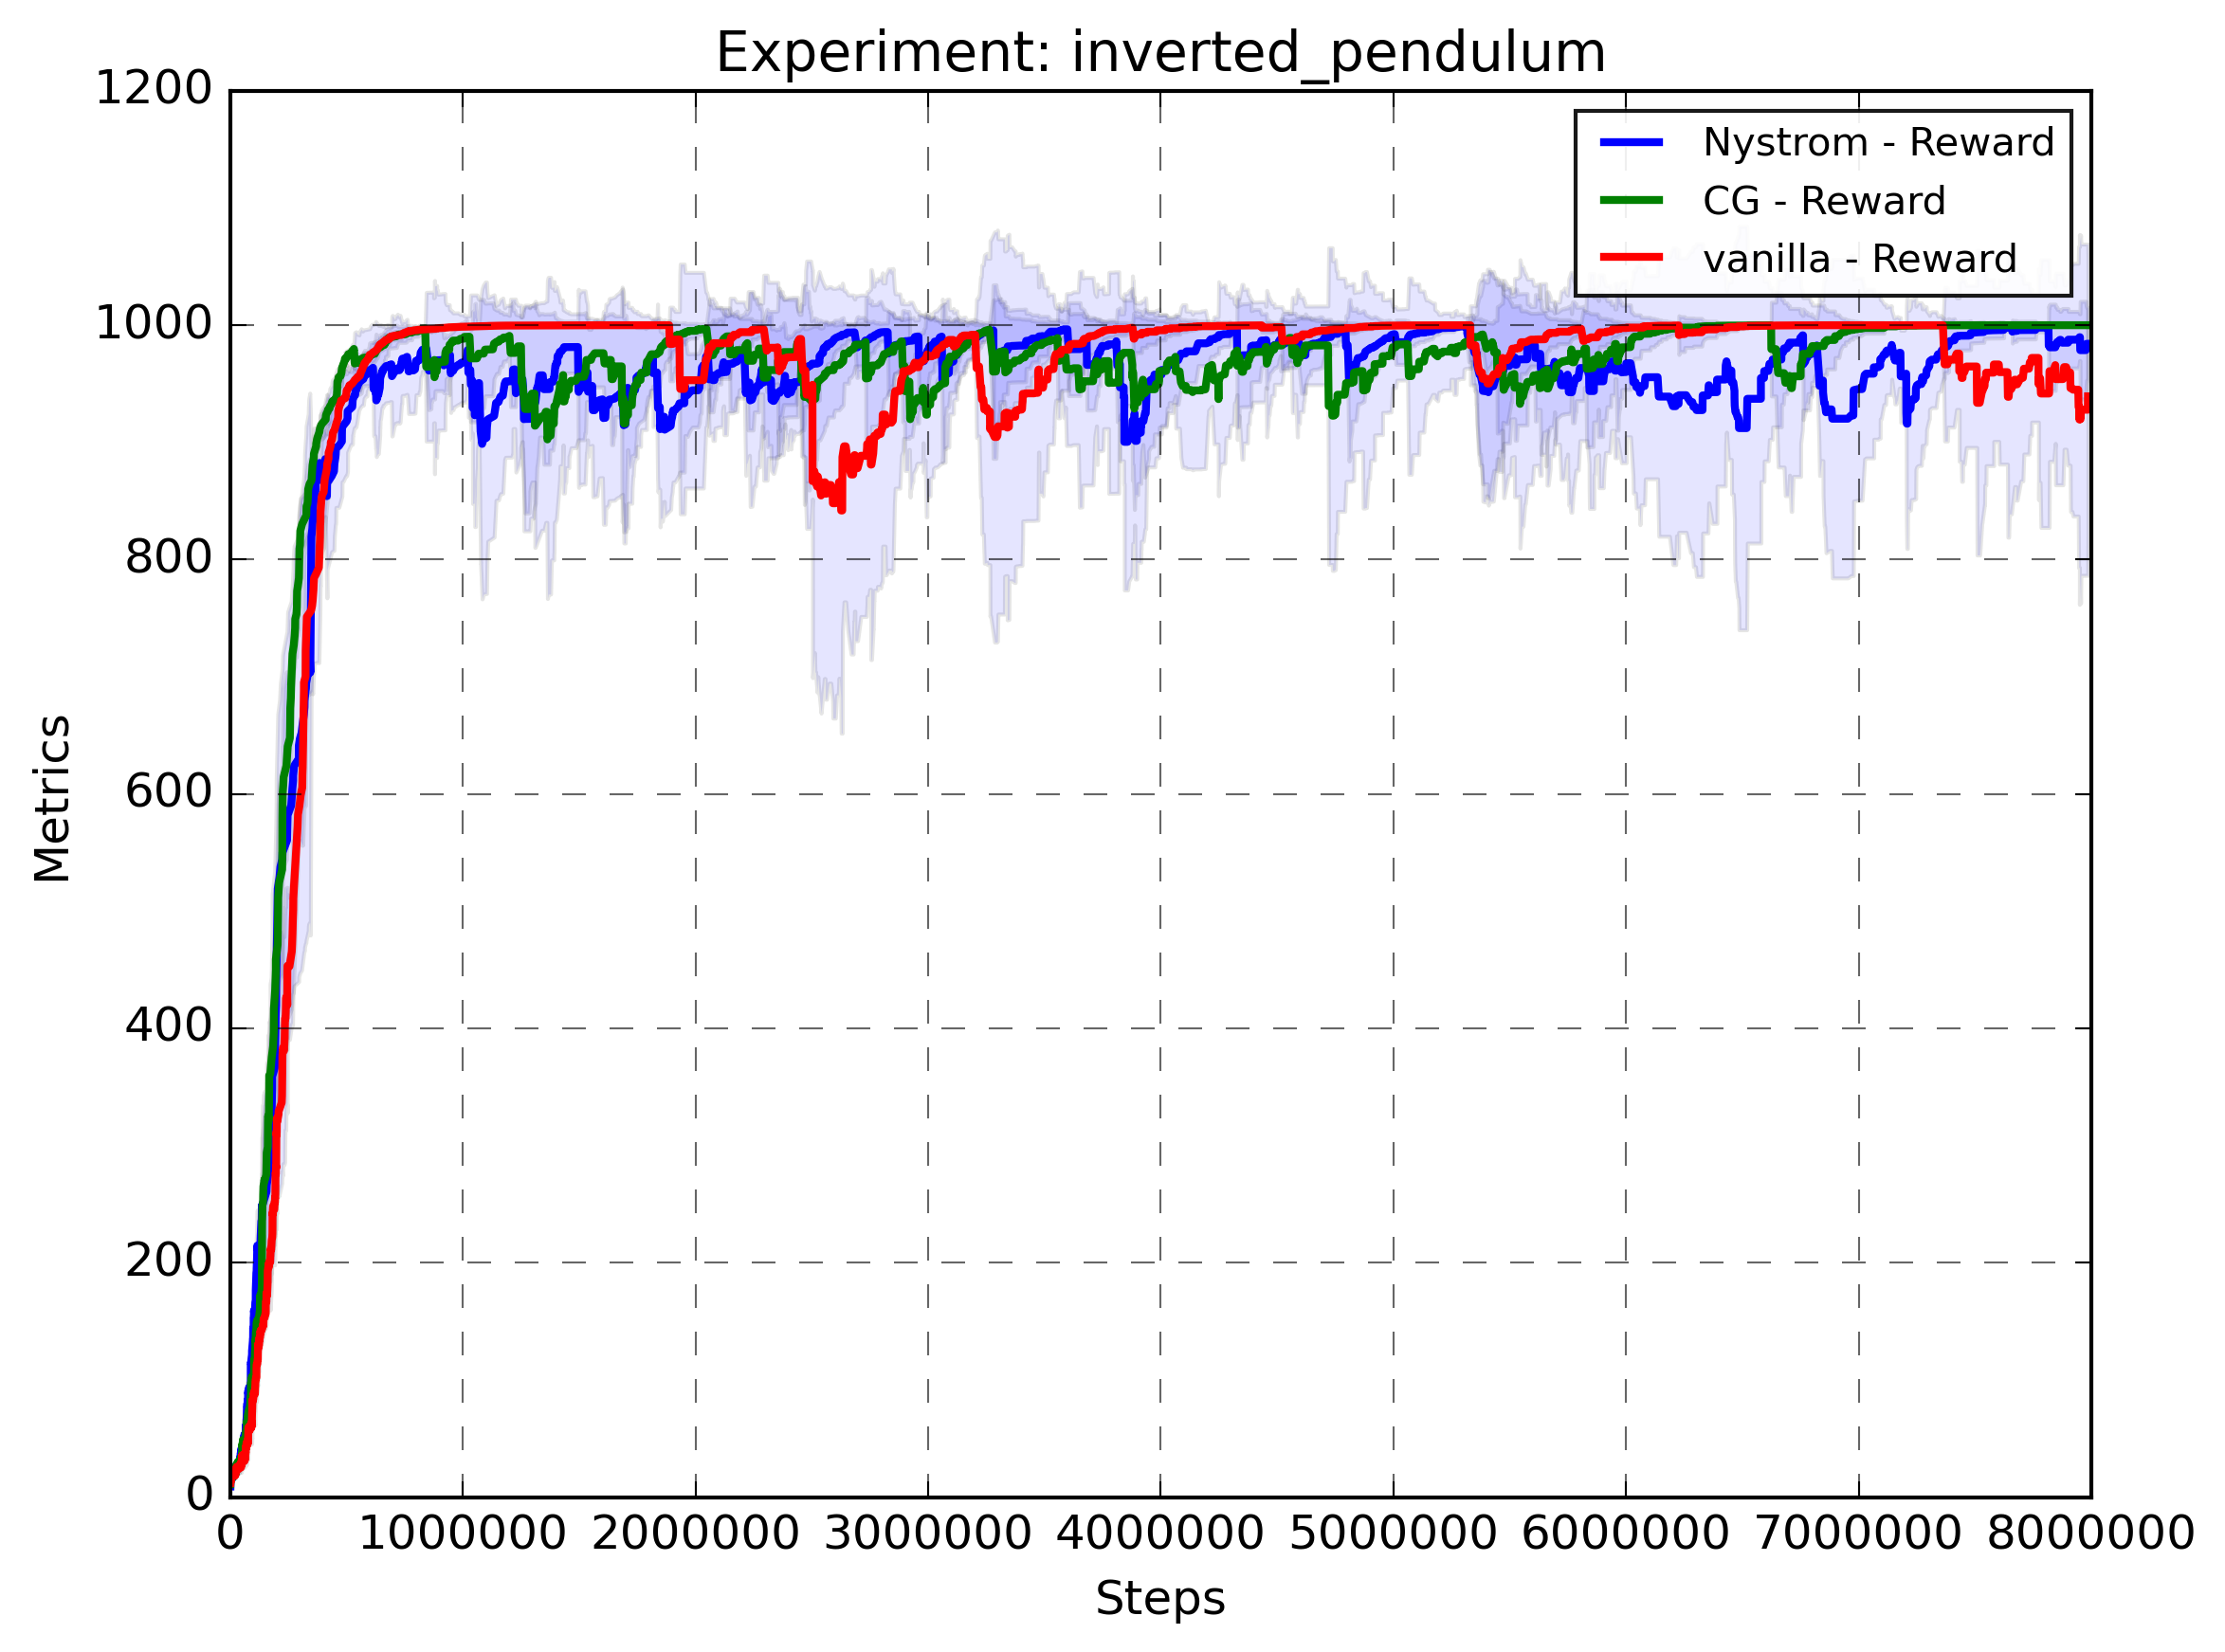 Experiment: inverted_pendulum
1200
1000
800
600
400
200
0
Metrics
Nystrom - Reward
CG - Reward
vanilla - Reward
0 1000000 2000000 3000000 4000000 5000000 6000000 7000000 8000000
Steps